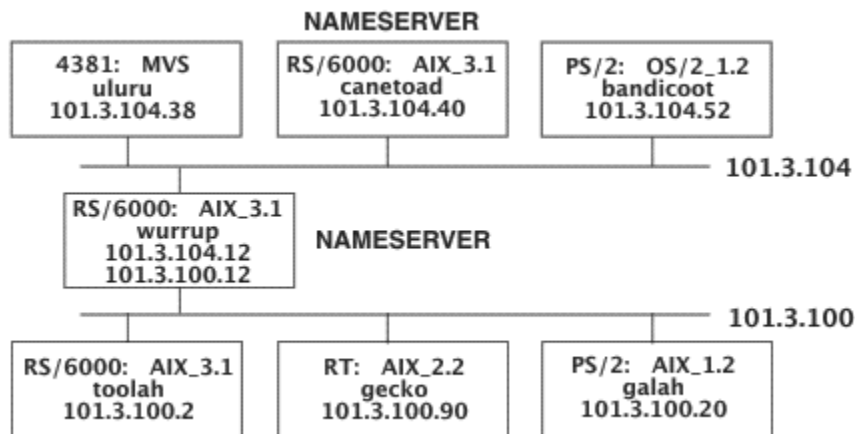 NAMESERVER
4381: MVS
uluru
101.3.104.38
RS/6000: AIX_3.1
canetoad
101.3.104.40
PS/2: OS/2_1.2
bandicoot
101.3.104.52
101.3.104
RS/6000: AIX_3.1
wurrup
101.3.104.12
101.3.100.12
NAMESERVER
101.3.100
RS/6000: AIX_3.1
toolah
101.3.100.2
RT: AIX_2.2
gecko
101.3.100.90
PS/2: AIX_1.2
galah
101.3.100.20